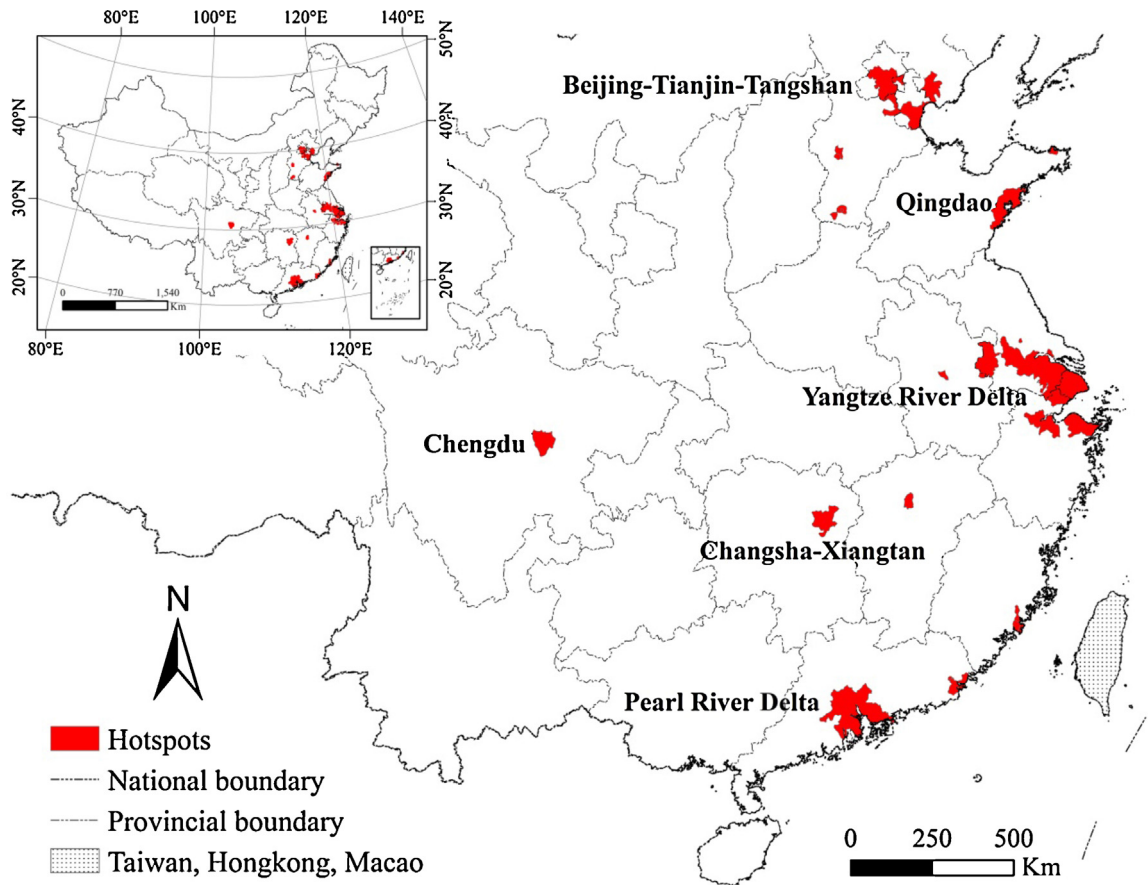 80°E 100°E 120°E 140°E
50°N
40°N
40°N
30°N
30°N
20°N
20°N
0 770 1,540
Km
80°E 100°E 120°E
Beijing-Tianjin-Tangshan
Qingdao
Yangtze River Delta
Chengdu
Changsha-Xiangtan
Pearl River Delta
N
Hotspots
National boundary
Provincial boundary
Taiwan, Hongkong, Macao
0 250 500
Km